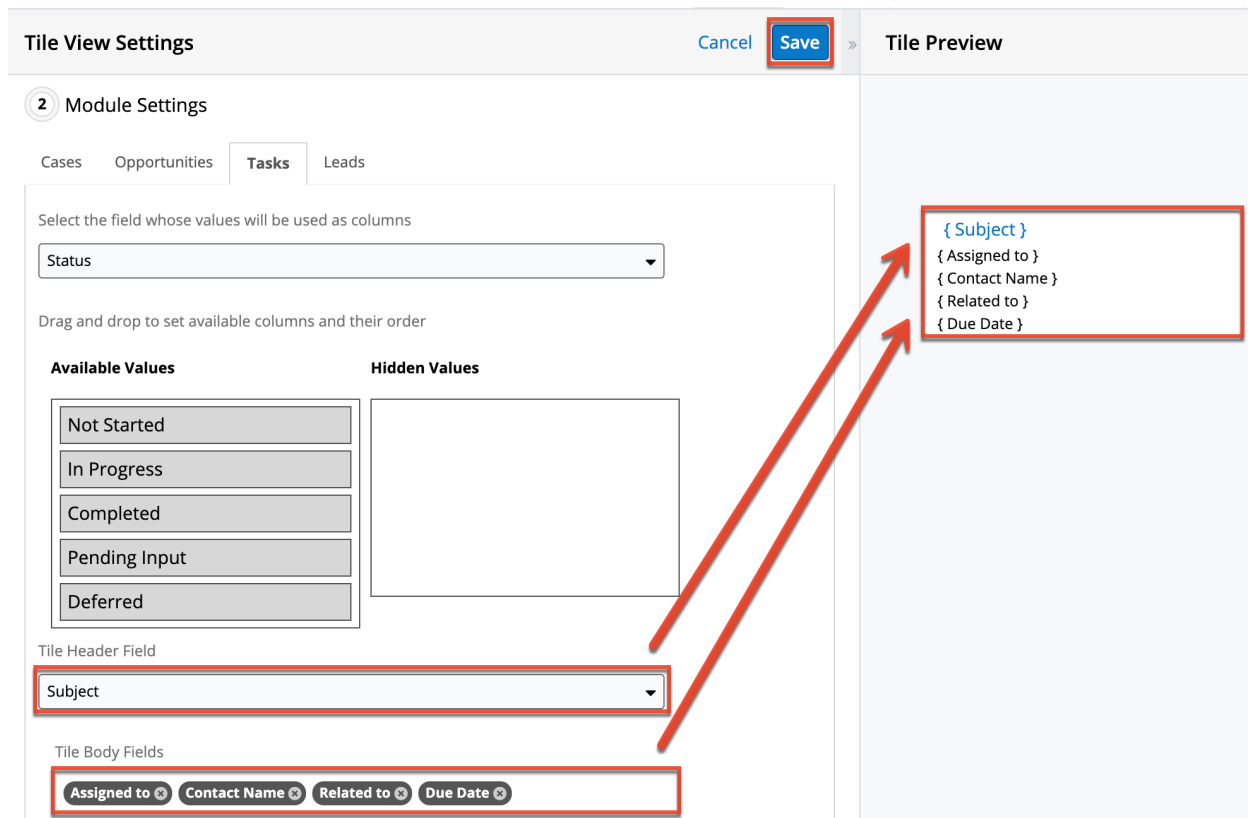 Tile View Settings Cancel Save » Tile Preview
2 Module Settings
Cases Opportunities Tasks Leads
Select the field whose values will be used as columns
Status
Drag and drop to set available columns and their order
Available Values Hidden Values
Not Started
In Progress
Completed
Pending Input
Deferred
Tile Header Field
Subject
Tile Body Fields
Assigned to Contact Name Related to Due Date
{ Subject }
{ Assigned to }
{ Contact Name }
{ Related to }
{ Due Date }